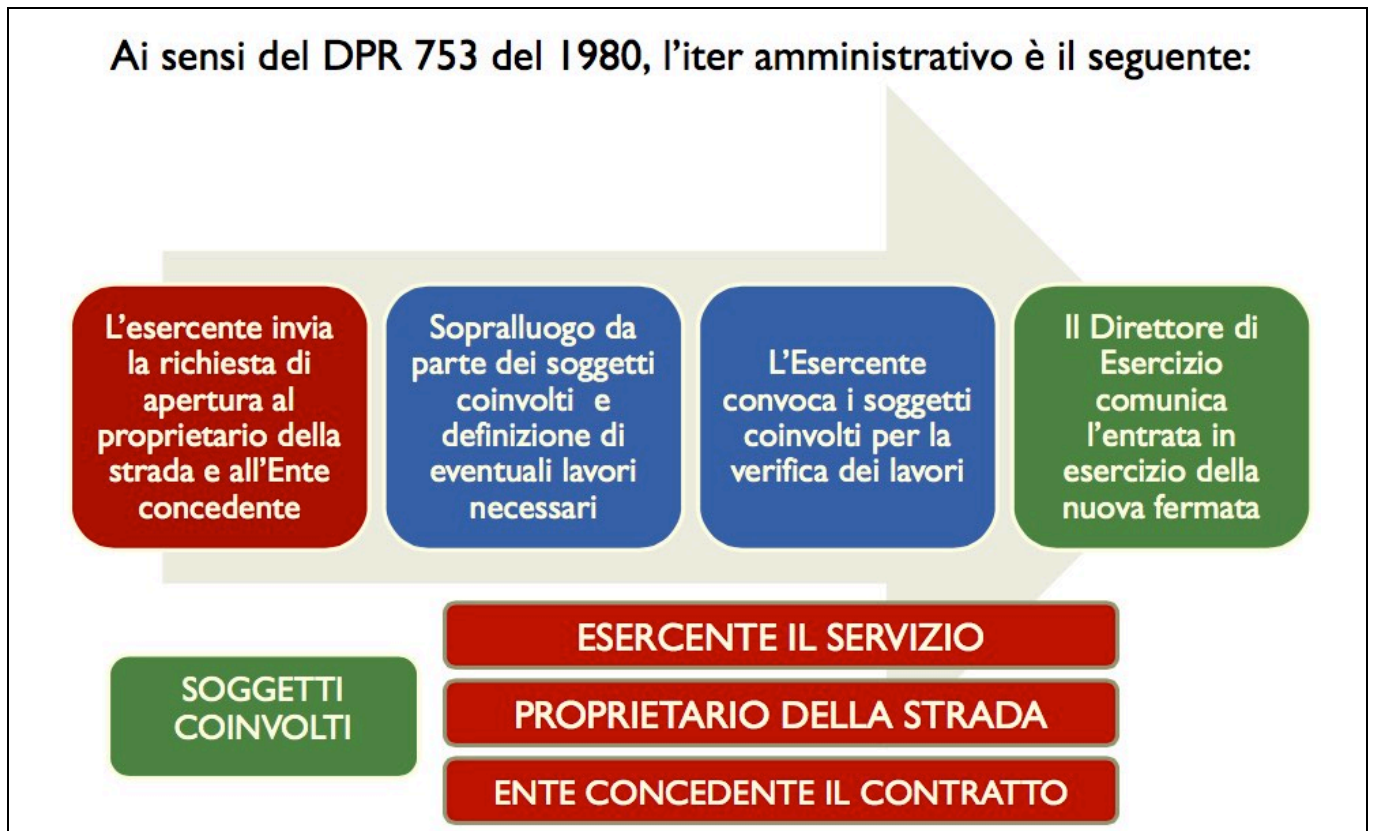 Ai sensi del DPR 753 del 1980, l'iter amministrativo è il seguente:
L'esercente invia
la richiesta di
apertura al
proprietario della
strada e all'Ente
concedente
Sopralluogo da
parte dei soggetti
coinvolti e
definizione di
eventuali lavori
necessari
L'Esercente
convoca i soggetti
coinvolti per la
verifica dei lavori
Il Direttore di
Esercizio
comunica
l'entrata in
esercizio della
nuova fermata
SOGGETTI
COINVOLTI
ESERCENTE IL SERVIZIO
PROPRIETARIO DELLA STRADA
ENTE CONCEDENTE IL CONTRATTO